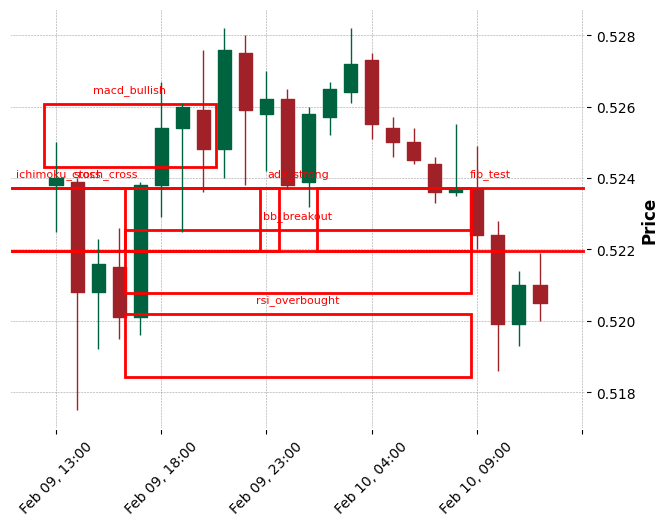 0.528
macd_bullish
0.526
ichimoku_cross
stoch_cross
adx_strong
fib_test
0.524
bb_breakout
0.522
Price
rsi_overbought
0.520
0.518
Feb 09, 13:00
Feb 09, 18:00
Feb 09, 23:00
Feb 10, 04:00
Feb 10, 09:00